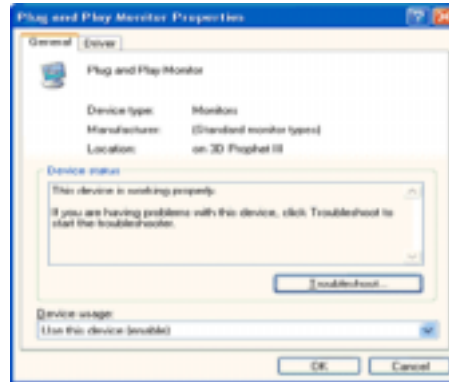 Plug and Play Monitor Properties
General Driver
Plug and Play Monitor
Device type: Monitors
Manufacturer: (Standard monitor types)
Location: on 3D Prophet III
Device status
This device is working properly.
If you are having problems with this device, click Troubleshoot to
start the troubleshooter.
Troubleshoot...
Device usage:
Use this device (enable)
OK Cancel